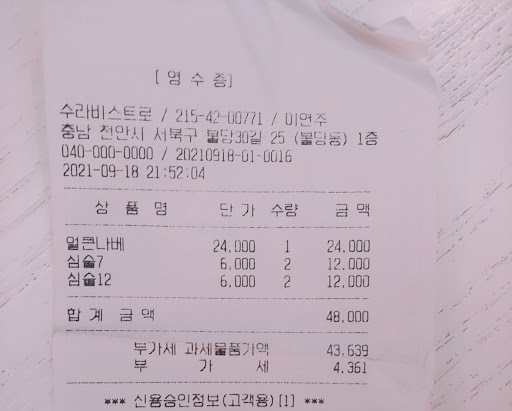 [ 영 수 증]
수라비스트로 / 215-42-00771 / 이연주
충남 천안시 서북구 불당30길 25 (불당동) 1층
040-000-0000 / 20210918-01-0016
2021-09-18 21:52:04
상 품 명 단 가 수량 금 액
얼큰나베 24,000 1 24,000
심술7 6,000 2 12,000
심술12 6,000 2 12,000
합 계 금 액 48,000
부가세 과세물품가액 43,639
부 가 세 4,361
*** 신용승인정보(고객용) [1] ***